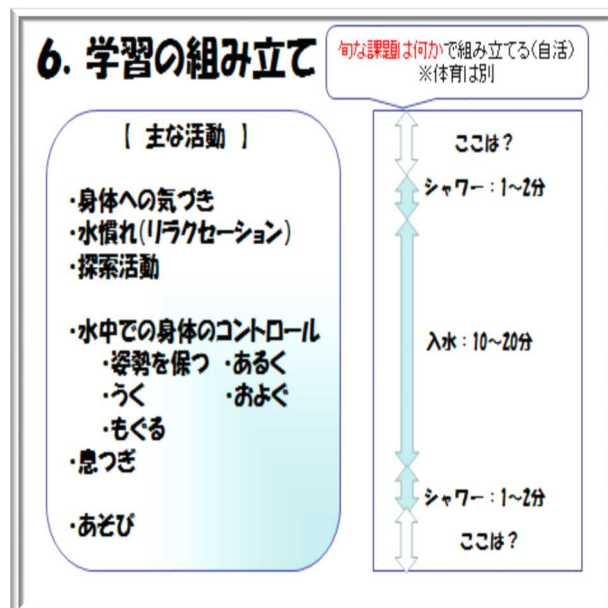 6. 学習の組み立て
旬な課題は何かで組み立てる(自活)
※体育は別
【 主な活動 】
・身体への気づき
・水慣れ(リラクセーション)
・探索活動
・水中での身体のコントロール
・姿勢を保つ ・あるく
・うく ・およぐ
・もぐる
・息つぎ
・あそび
ここは?
シャワー:1~2分
入水:10~20分
シャワー:1~2分
ここは?